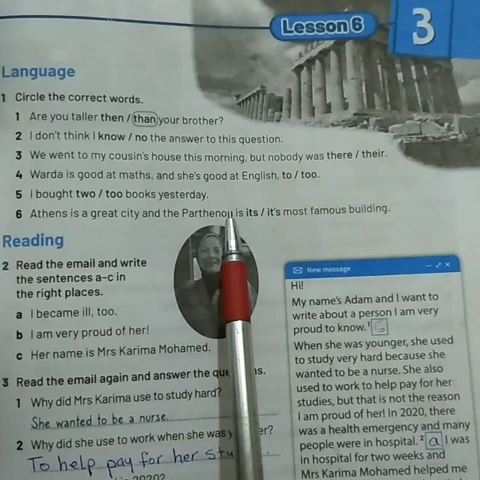 Lesson 6
3
Language
1 Circle the correct words.
1 Are you taller then / than your brother?
2 I don't think I know / no the answer to this question.
3 We went to my cousin's house this morning, but nobody was there / their.
4 Warda is good at maths, and she's good at English, to / too.
5 I bought two / too books yesterday.
6 Athens is a great city and the Parthenon is its / it's most famous building.
Reading
2 Read the email and write
the sentences a-c in
the right places.
a I became ill, too.
b I am very proud of her!
c Her name is Mrs Karima Mohamed.
3 Read the email again and answer the
1 Why did Mrs Karima use to study hard?
She wanted to be a nurse.
2 Why did she use to work when she was
To help pay for her
New message
Hi!
My name's Adam and I want to
write about a person I am very
proud to know. 1
When she was younger, she used
to study very hard because she
wanted to be a nurse. She also
used to work to help pay for her
studies, but that is not the reason
I am proud of her! In 2020, there
was a health emergency and many
people were in hospital. 2 a I was
in hospital for two weeks and
Mrs Karima Mohamed helped me